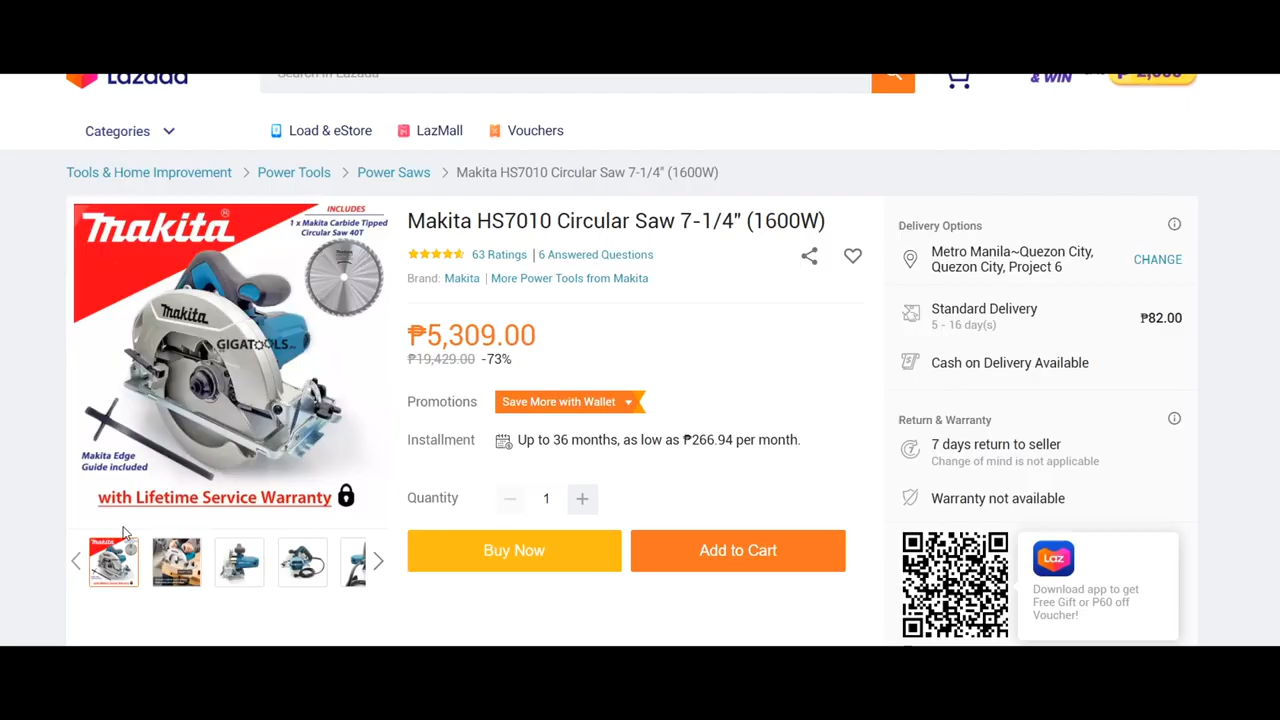 Lazada
Search in Lazada
& WIN
Categories
Load & eStore
LazMall
Vouchers
Tools & Home Improvement
Power Tools
Power Saws
Makita HS7010 Circular Saw 7-1/4" (1600W)
makita®
INCLUDES
1 x Makita Carbide Tipped
Circular Saw 40T
makita
GIGATOOLS
Makita Edge
Guide included
with Lifetime Service Warranty
Makita HS7010 Circular Saw 7-1/4" (1600W)
63 Ratings | 6 Answered Questions
Brand: Makita | More Power Tools from Makita
₱5,309.00
₱19,429.00 -73%
Promotions
Save More with Wallet
Installment
Up to 36 months, as low as ₱266.94 per month.
Quantity
1
Buy Now
Add to Cart
Delivery Options
Metro Manila~Quezon City,
Quezon City, Project 6
CHANGE
Standard Delivery
5 - 16 day(s)
₱82.00
Cash on Delivery Available
Return & Warranty
7 days return to seller
Change of mind is not applicable
Warranty not available
Laz
Download app to get
Free Gift or P60 off
Voucher!